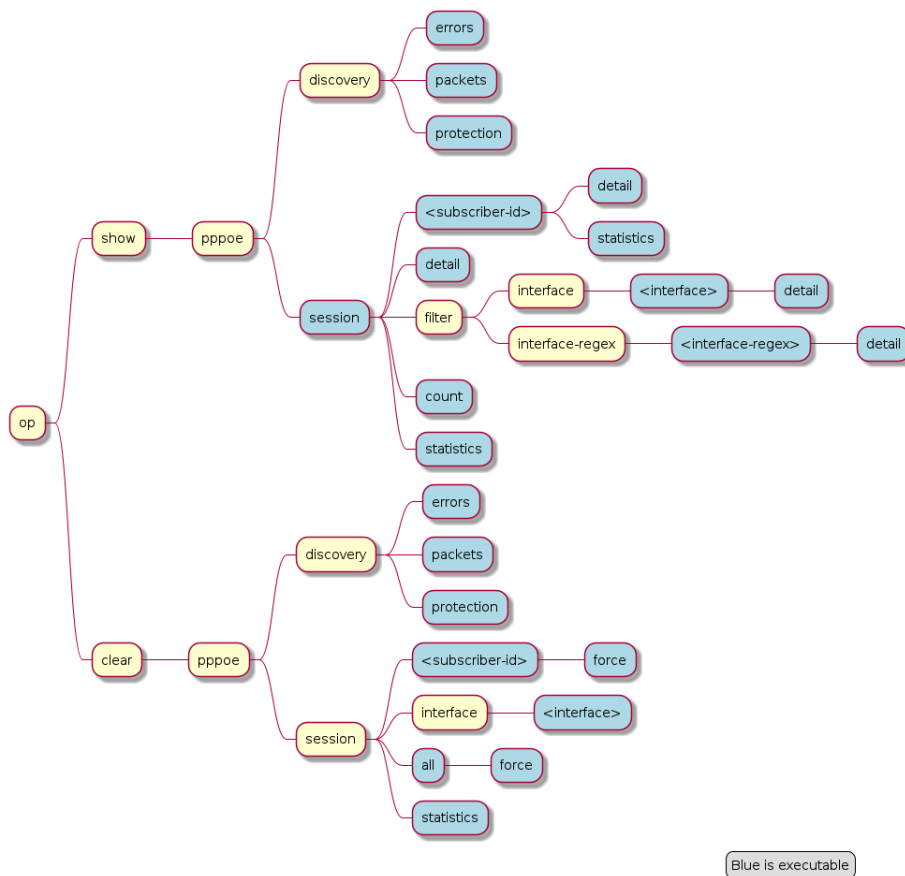 op
show
pppoe
discovery
errors
packets
protection
session
<subscriber-id>
detail
statistics
detail
filter
interface
<interface>
detail
interface-regex
<interface-regex>
detail
count
statistics
clear
pppoe
discovery
errors
packets
protection
session
<subscriber-id>
force
interface
<interface>
all
force
statistics
Blue is executable